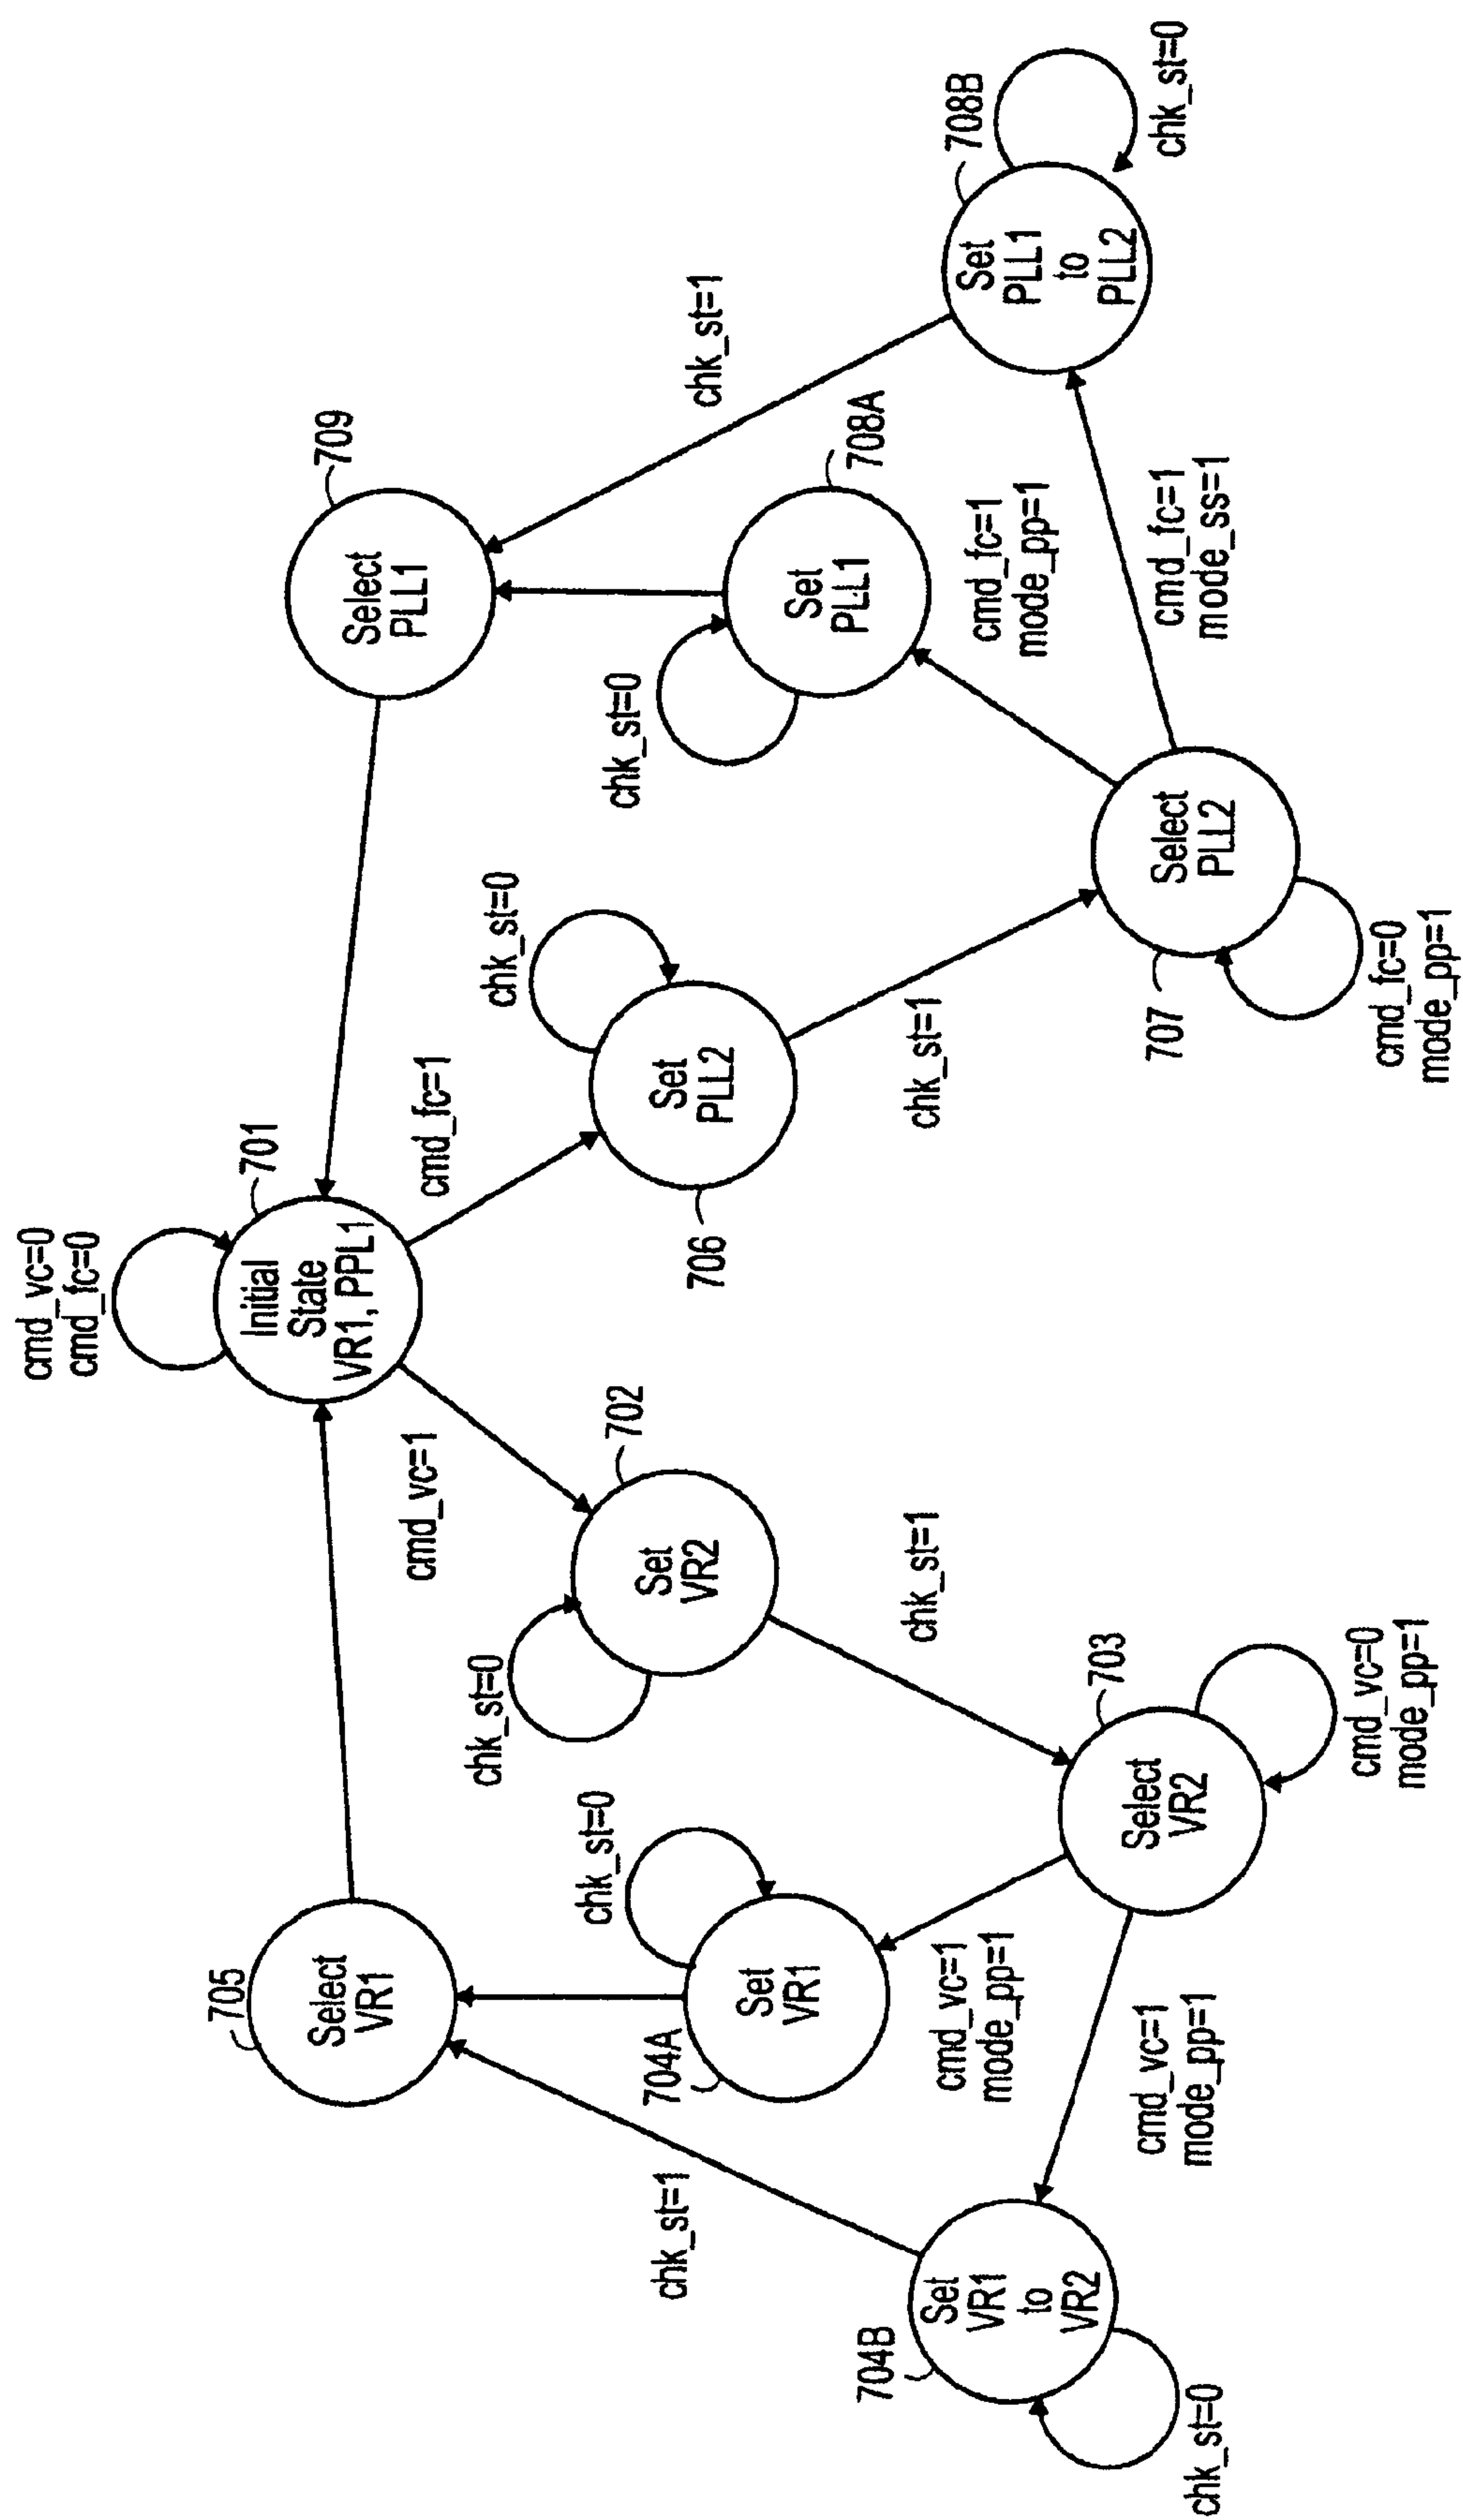 cmd_vc=0
cmd_fc=0
701
Initial
State
VR1, PPL1
705
Select
VR1
709
Select
PLL1
cmd_vc=1
cmd_fc=1
702
Set
VR2
chk_st=0
chk_st=0
Set
PLL2
706
chk_st=0
704A
Set
VR1
chk_st=0
Set
PLL1
708A
chk_st=1
chk_st=1
chk_st=1
chk_st=1
704B
Set
VR1
to
VR2
chk_st=0
708B
Set
PLL1
to
PLL2
chk_st=0
cmd_vc=1
mode_pp=1
cmd_vc=1
mode_pp=1
703
Select
VR2
cmd_vc=0
mode_pp=1
cmd_fc=1
mode_pp=1
cmd_fc=1
mode_ss=1
707
Select
PLL2
cmd_fc=0
mode_pp=1